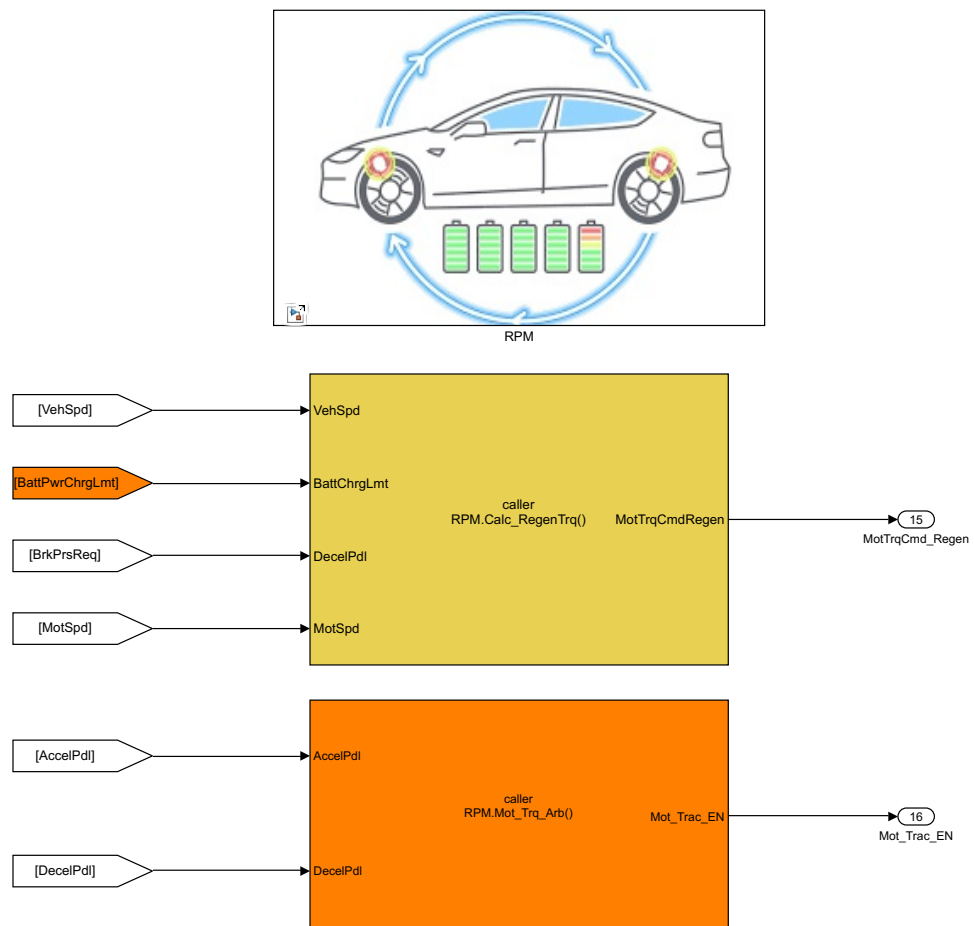 RPM
[VehSpd]
VehSpd
[BattPwrChrgLmt]
BattChrgLmt
caller
RPM.Calc_RegenTrq()
MotTrqCmdRegen
15
MotTrqCmd_Regen
[BrkPrsReq]
DecelPdl
[MotSpd]
MotSpd
[AccelPdl]
AccelPdl
caller
RPM.Mot_Trq_Arb()
Mot_Trac_EN
16
Mot_Trac_EN
[DecelPdl]
DecelPdl